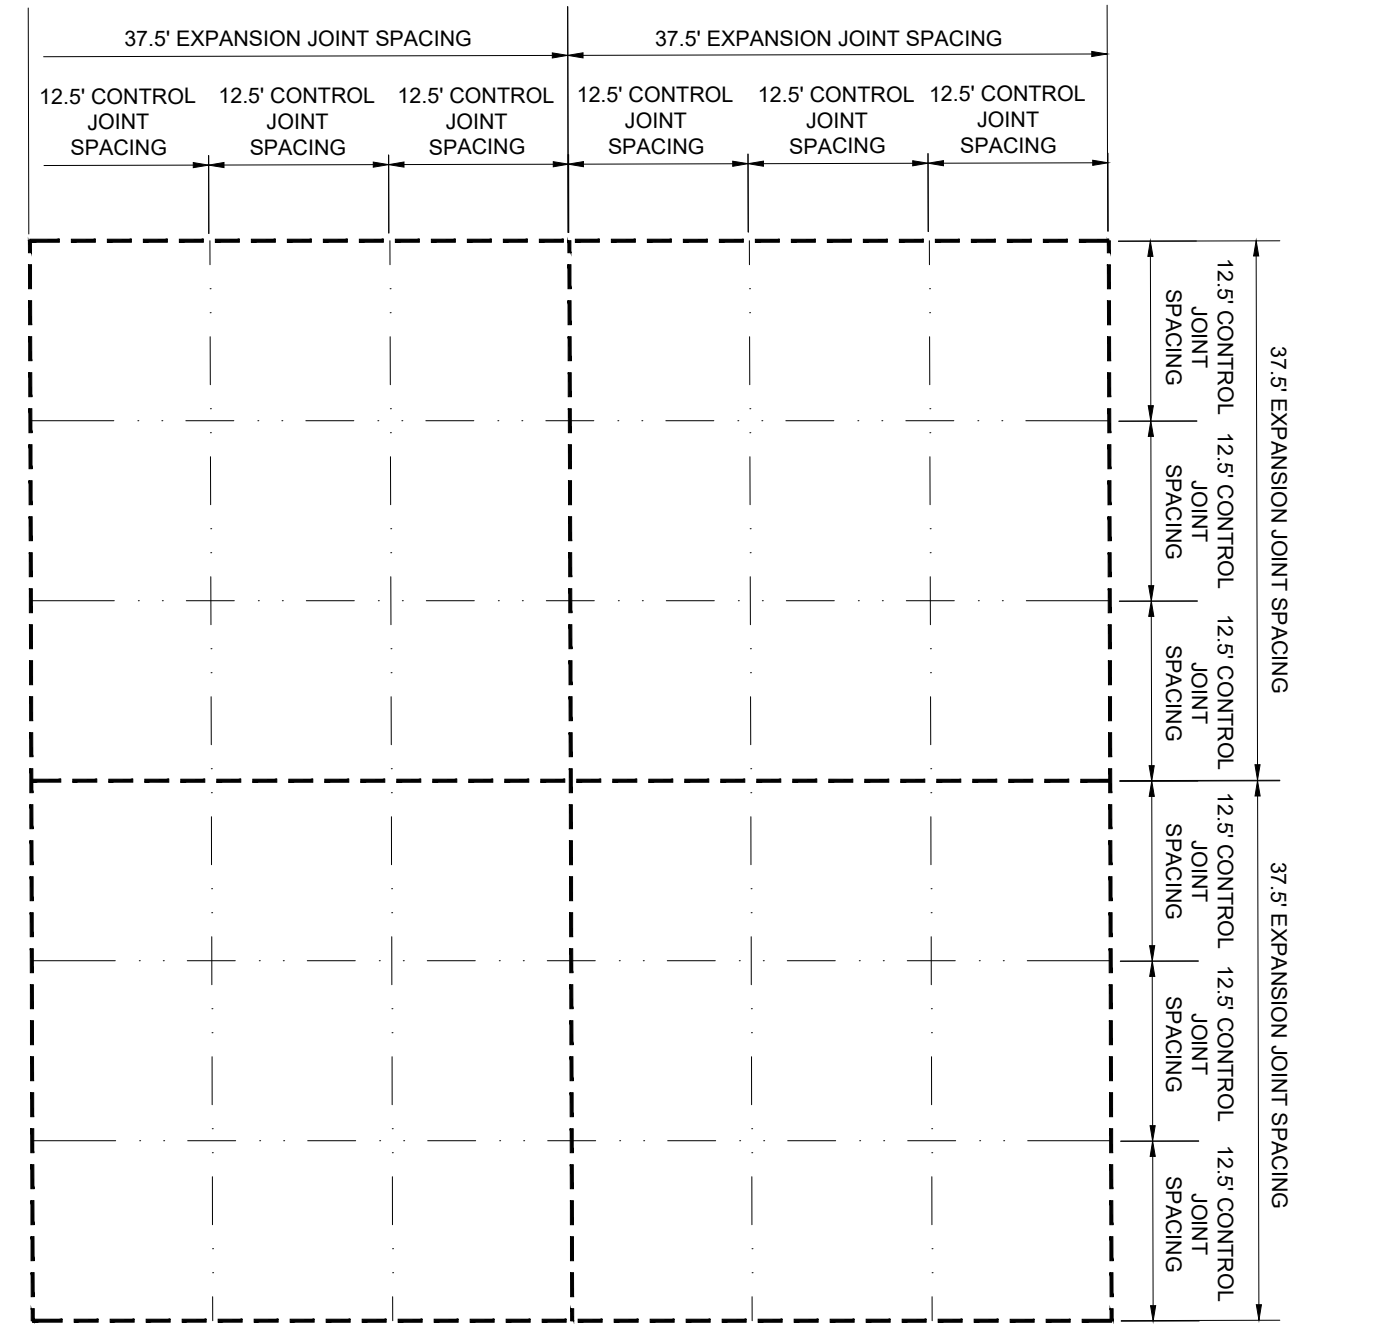 37.5' EXPANSION JOINT SPACING
37.5' EXPANSION JOINT SPACING
12.5' CONTROL
JOINT
SPACING
12.5' CONTROL
JOINT
SPACING
12.5' CONTROL
JOINT
SPACING
12.5' CONTROL
JOINT
SPACING
12.5' CONTROL
JOINT
SPACING
12.5' CONTROL
JOINT
SPACING
12.5' CONTROL
JOINT
SPACING
12.5' CONTROL
JOINT
SPACING
12.5' CONTROL
JOINT
SPACING
37.5' EXPANSION JOINT SPACING
12.5' CONTROL
JOINT
SPACING
12.5' CONTROL
JOINT
SPACING
12.5' CONTROL
JOINT
SPACING
37.5' EXPANSION JOINT SPACING